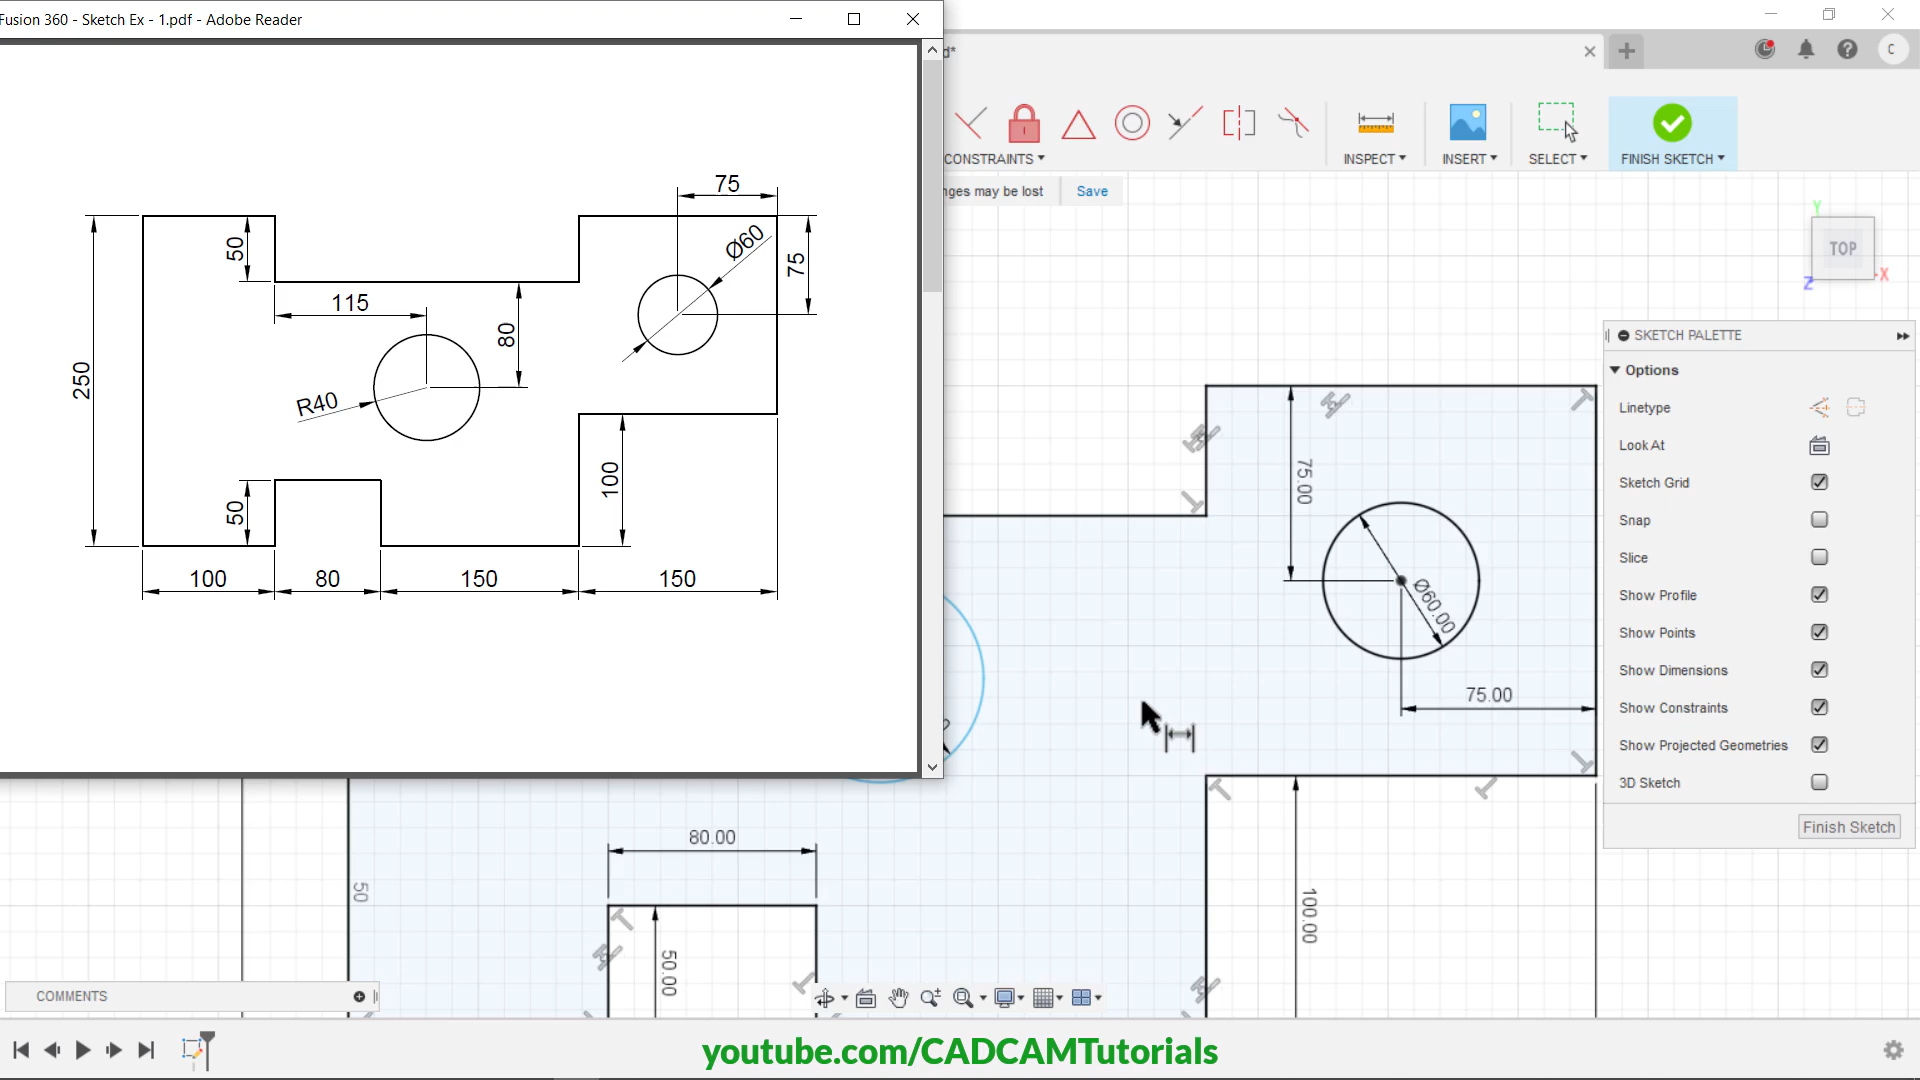 Fusion 360 - Sketch Ex - 1.pdf - Adobe Reader
d*
C
CONSTRAINTS
INSPECT
INSERT
SELECT
FINISH SKETCH
nges may be lost
Save
75
50
Ø60
75
115
80
250
R40
50
100
100
80
150
150
Y
TOP
X
Z
SKETCH PALETTE
Options
Linetype
Look At
Sketch Grid
Snap
Slice
Show Profile
Show Points
Show Dimensions
Show Constraints
Show Projected Geometries
3D Sketch
Finish Sketch
75.00
Ø60.00
75.00
80.00
50
50.00
100.00
COMMENTS
youtube.com/CADCAMTutorials